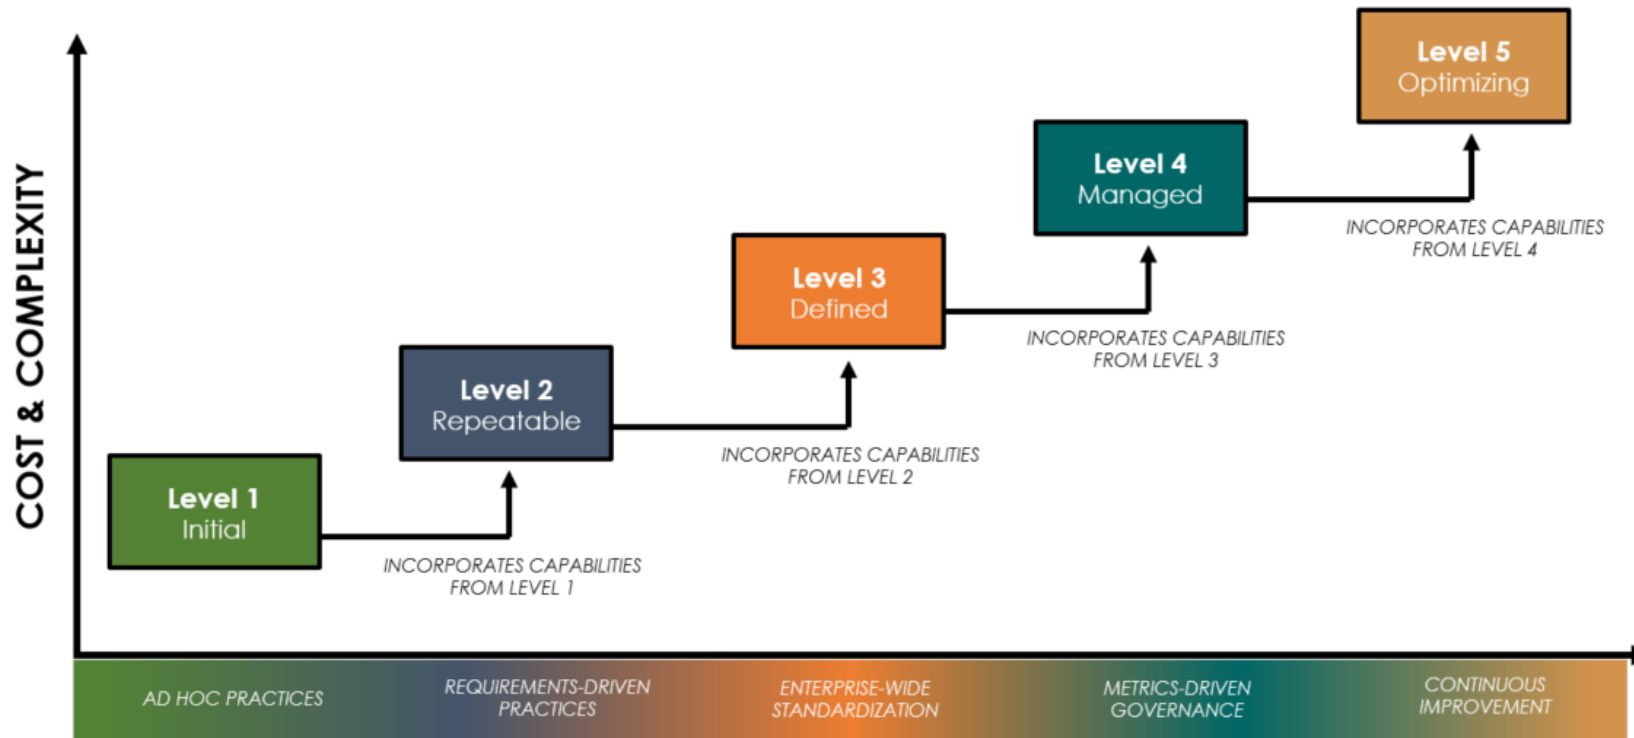 COST & COMPLEXITY
Level 1
Initial
INCORPORATES CAPABILITIES
FROM LEVEL 1
Level 2
Repeatable
INCORPORATES CAPABILITIES
FROM LEVEL 2
Level 3
Defined
INCORPORATES CAPABILITIES
FROM LEVEL 3
Level 4
Managed
INCORPORATES CAPABILITIES
FROM LEVEL 4
Level 5
Optimizing
AD HOC PRACTICES
REQUIREMENTS-DRIVEN
PRACTICES
ENTERPRISE-WIDE
STANDARDIZATION
METRICS-DRIVEN
GOVERNANCE
CONTINUOUS
IMPROVEMENT